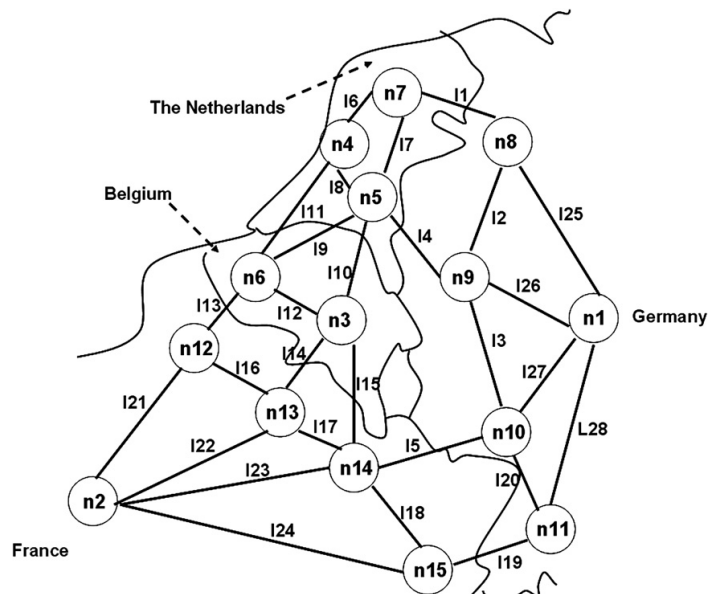 n7
l1
l6
The Netherlands
n4
l7
n8
l8
Belgium
n5
l11
l25
l4
l2
l9
n6
l10
n9
l26
l13
l12
n3
n1
Germany
n12
l14
l3
l16
l15
l27
l21
n13
l17
n10
L28
l22
l5
n14
l23
l20
n2
l18
n11
l24
France
l19
n15